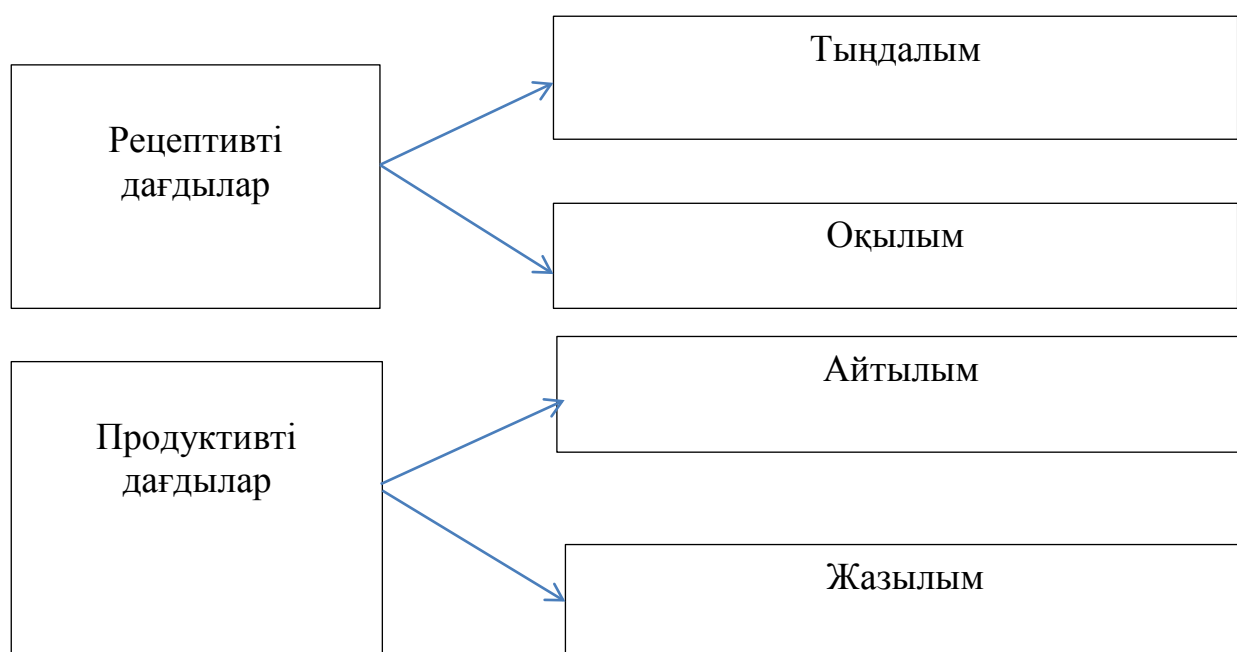 Рецептивті
дағдылар
Тыңдалым
Оқылым
Продуктивті
дағдылар
Айтылым
Жазылым